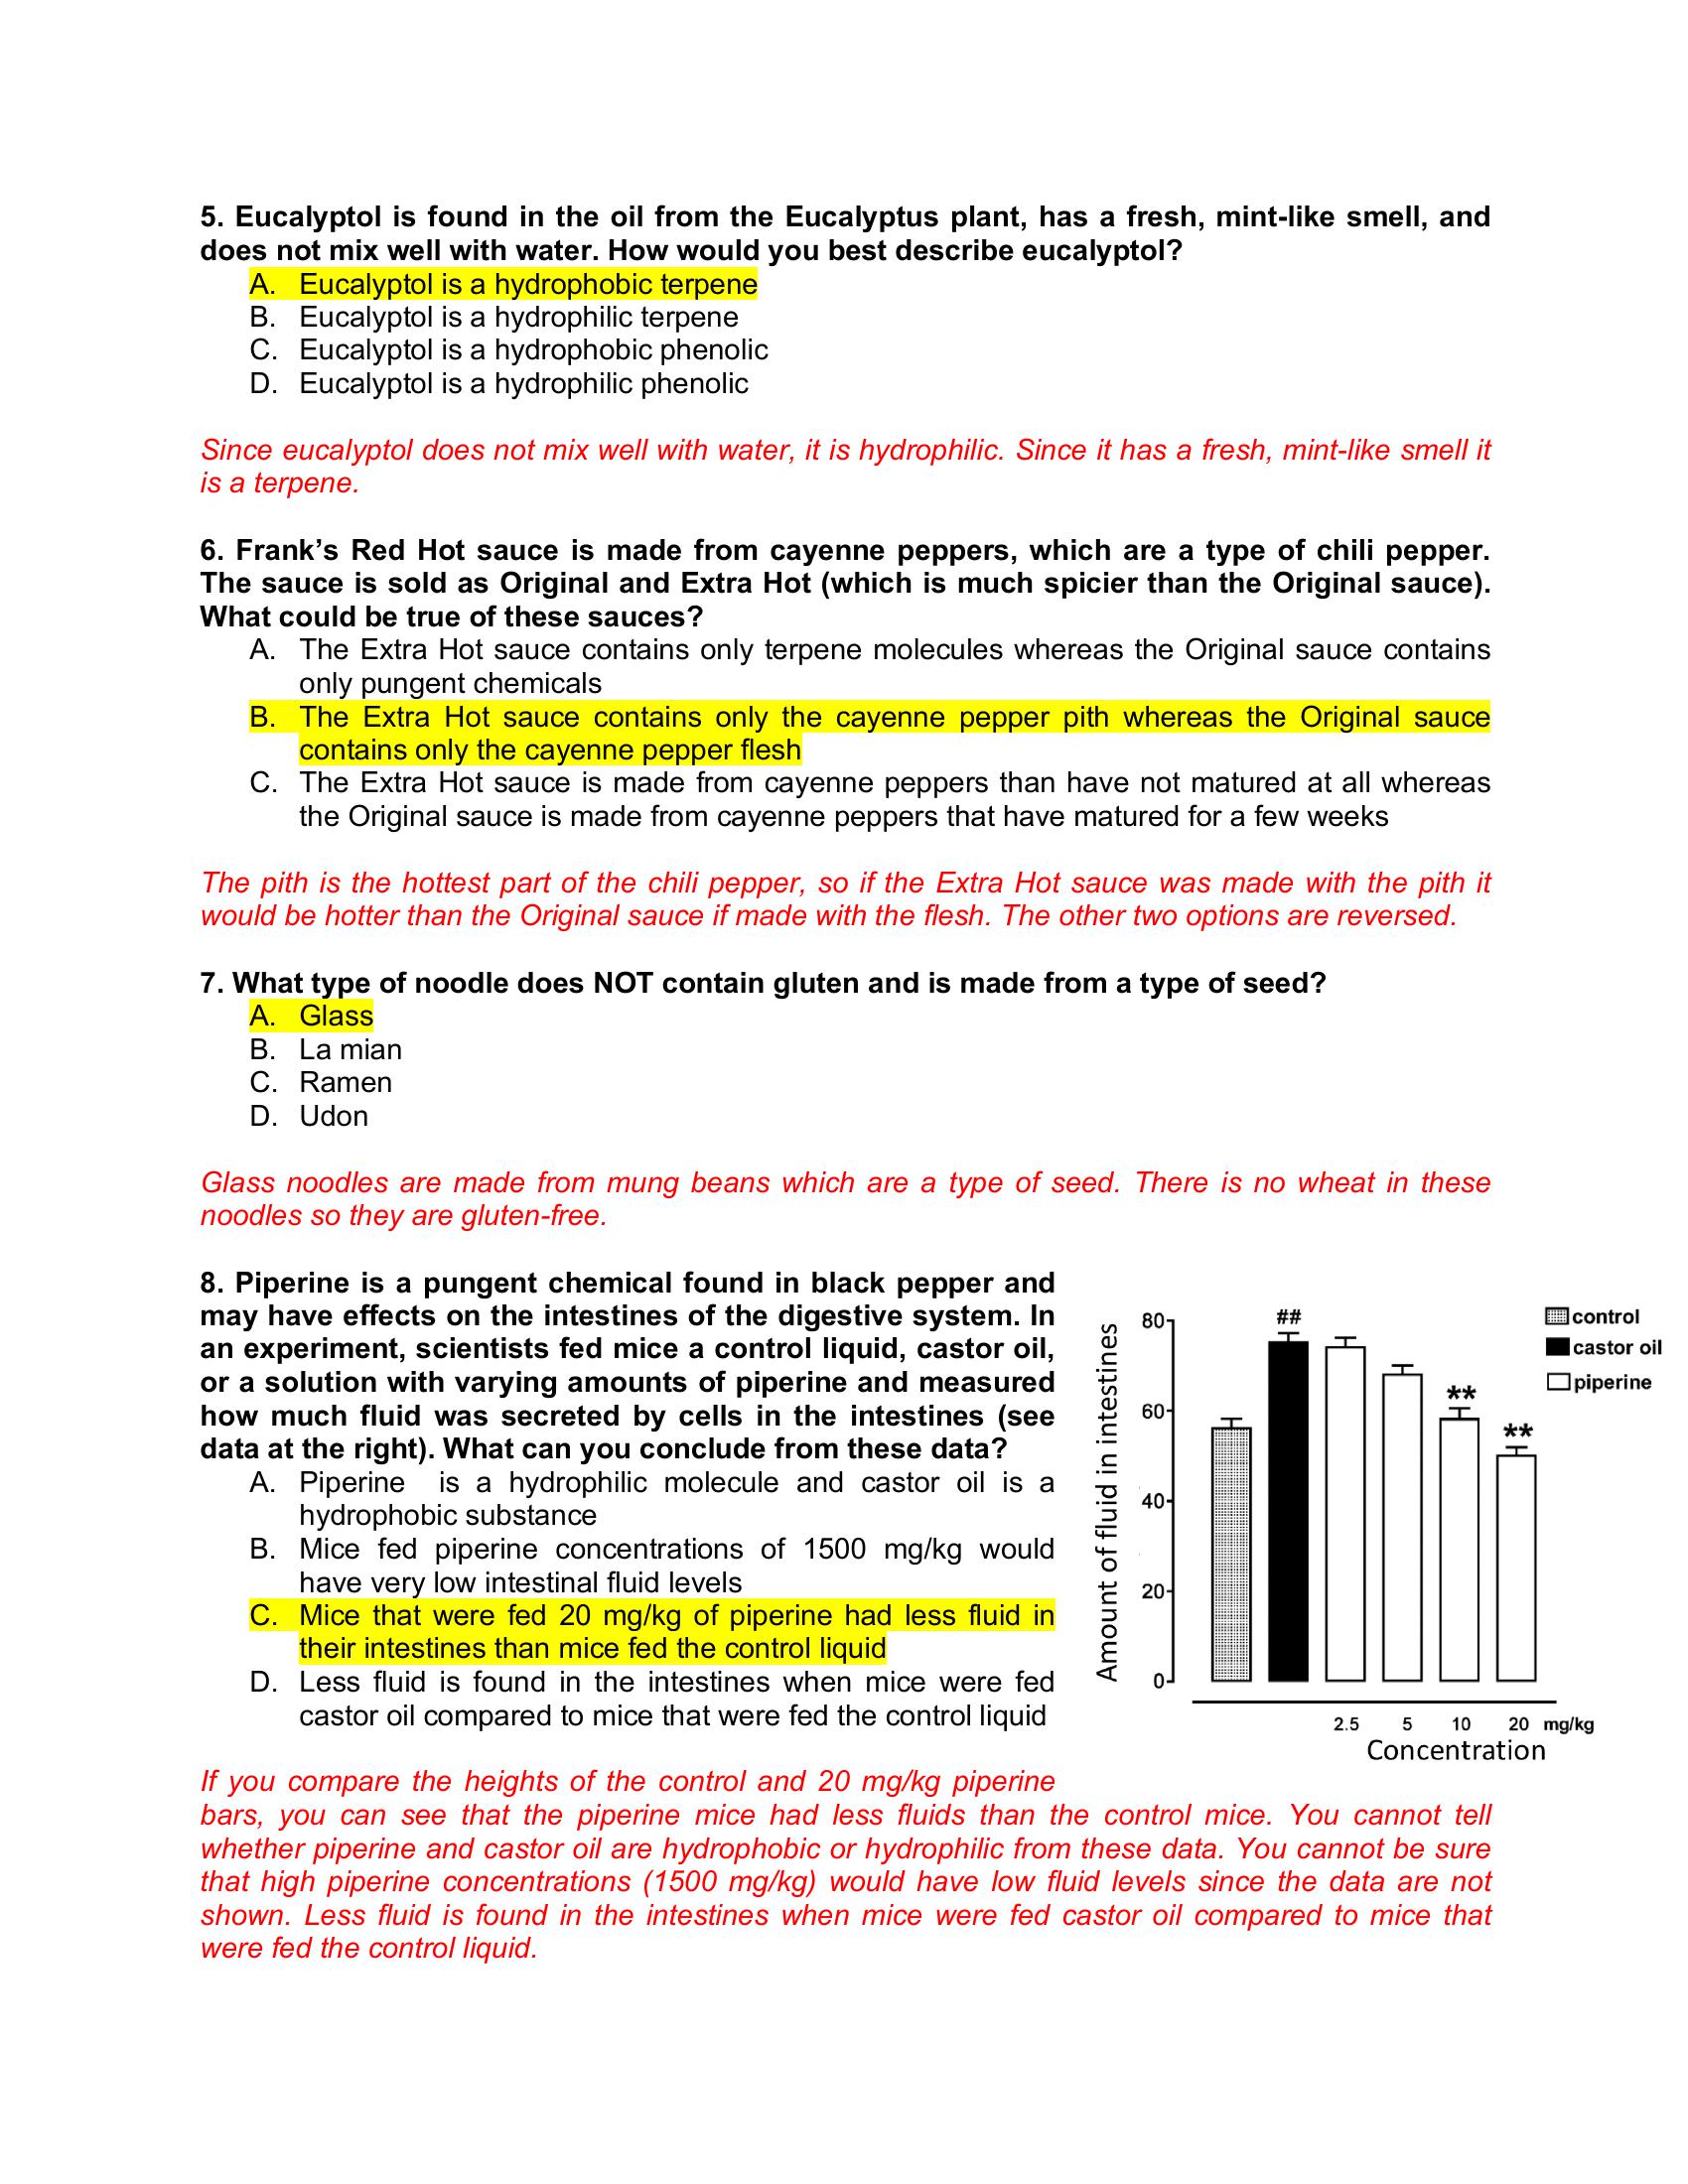 5. Eucalyptol is found in the oil from the Eucalyptus plant, has a fresh, mint-like smell, and
does not mix well with water. How would you best describe eucalyptol?
A. Eucalyptol is a hydrophobic terpene
B. Eucalyptol is a hydrophilic terpene
C. Eucalyptol is a hydrophobic phenolic
D. Eucalyptol is a hydrophilic phenolic
Since eucalyptol does not mix well with water, it is hydrophilic. Since it has a fresh, mint-like smell it
is a terpene.
6. Frank’s Red Hot sauce is made from cayenne peppers, which are a type of chili pepper.
The sauce is sold as Original and Extra Hot (which is much spicier than the Original sauce).
What could be true of these sauces?
A. The Extra Hot sauce contains only terpene molecules whereas the Original sauce contains
only pungent chemicals
B. The Extra Hot sauce contains only the cayenne pepper pith whereas the Original sauce
contains only the cayenne pepper flesh
C. The Extra Hot sauce is made from cayenne peppers than have not matured at all whereas
the Original sauce is made from cayenne peppers that have matured for a few weeks
The pith is the hottest part of the chili pepper, so if the Extra Hot sauce was made with the pith it
would be hotter than the Original sauce if made with the flesh. The other two options are reversed.
7. What type of noodle does NOT contain gluten and is made from a type of seed?
A. Glass
B. La mian
C. Ramen
D. Udon
Glass noodles are made from mung beans which are a type of seed. There is no wheat in these
noodles so they are gluten-free.
8. Piperine is a pungent chemical found in black pepper and
may have effects on the intestines of the digestive system. In
an experiment, scientists fed mice a control liquid, castor oil,
or a solution with varying amounts of piperine and measured
how much fluid was secreted by cells in the intestines (see
data at the right). What can you conclude from these data?
A. Piperine is a hydrophilic molecule and castor oil is a
hydrophobic substance
B. Mice fed piperine concentrations of 1500 mg/kg would
have very low intestinal fluid levels
C. Mice that were fed 20 mg/kg of piperine had less fluid in
their intestines than mice fed the control liquid
D. Less fluid is found in the intestines when mice were fed
castor oil compared to mice that were fed the control liquid
Amount of fluid in intestines
80
60
40
20
0
##
**
**
control
castor oil
piperine
2.5 5 10 20 mg/kg
Concentration
If you compare the heights of the control and 20 mg/kg piperine
bars, you can see that the piperine mice had less fluids than the control mice. You cannot tell
whether piperine and castor oil are hydrophobic or hydrophilic from these data. You cannot be sure
that high piperine concentrations (1500 mg/kg) would have low fluid levels since the data are not
shown. Less fluid is found in the intestines when mice were fed castor oil compared to mice that
were fed the control liquid.